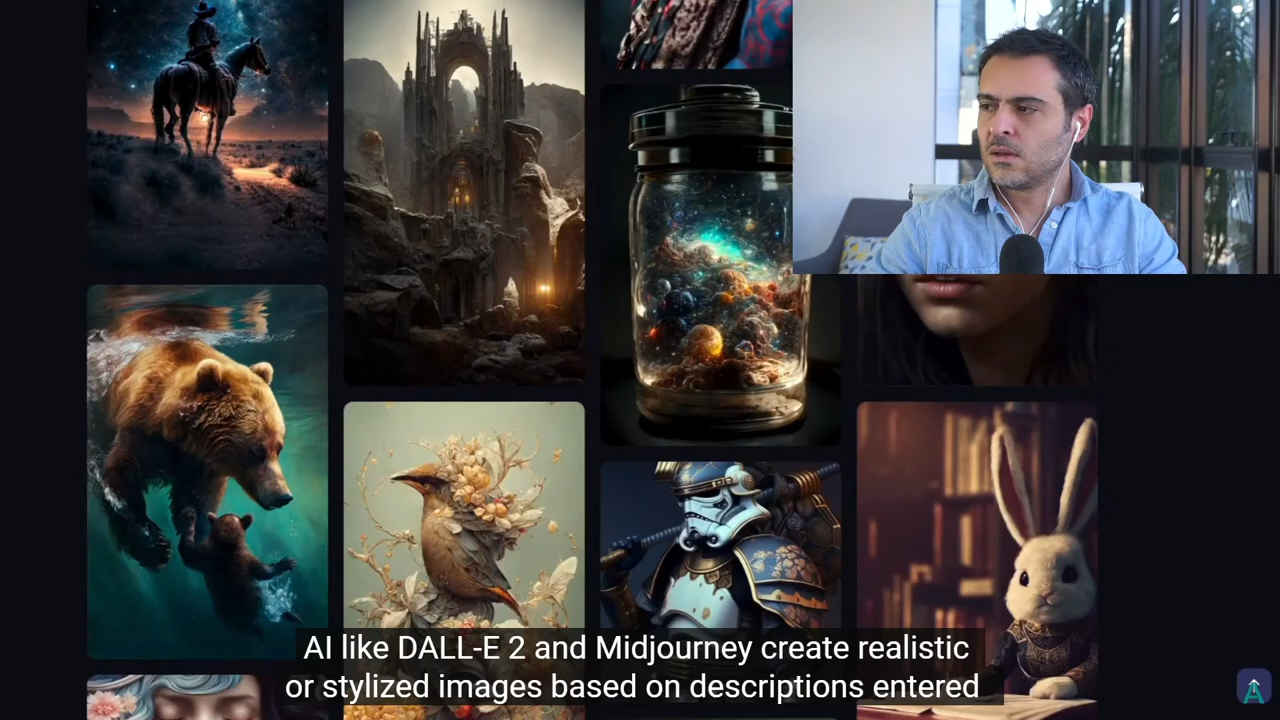 AI like DALL-E 2 and Midjourney create realistic
or stylized images based on descriptions entered